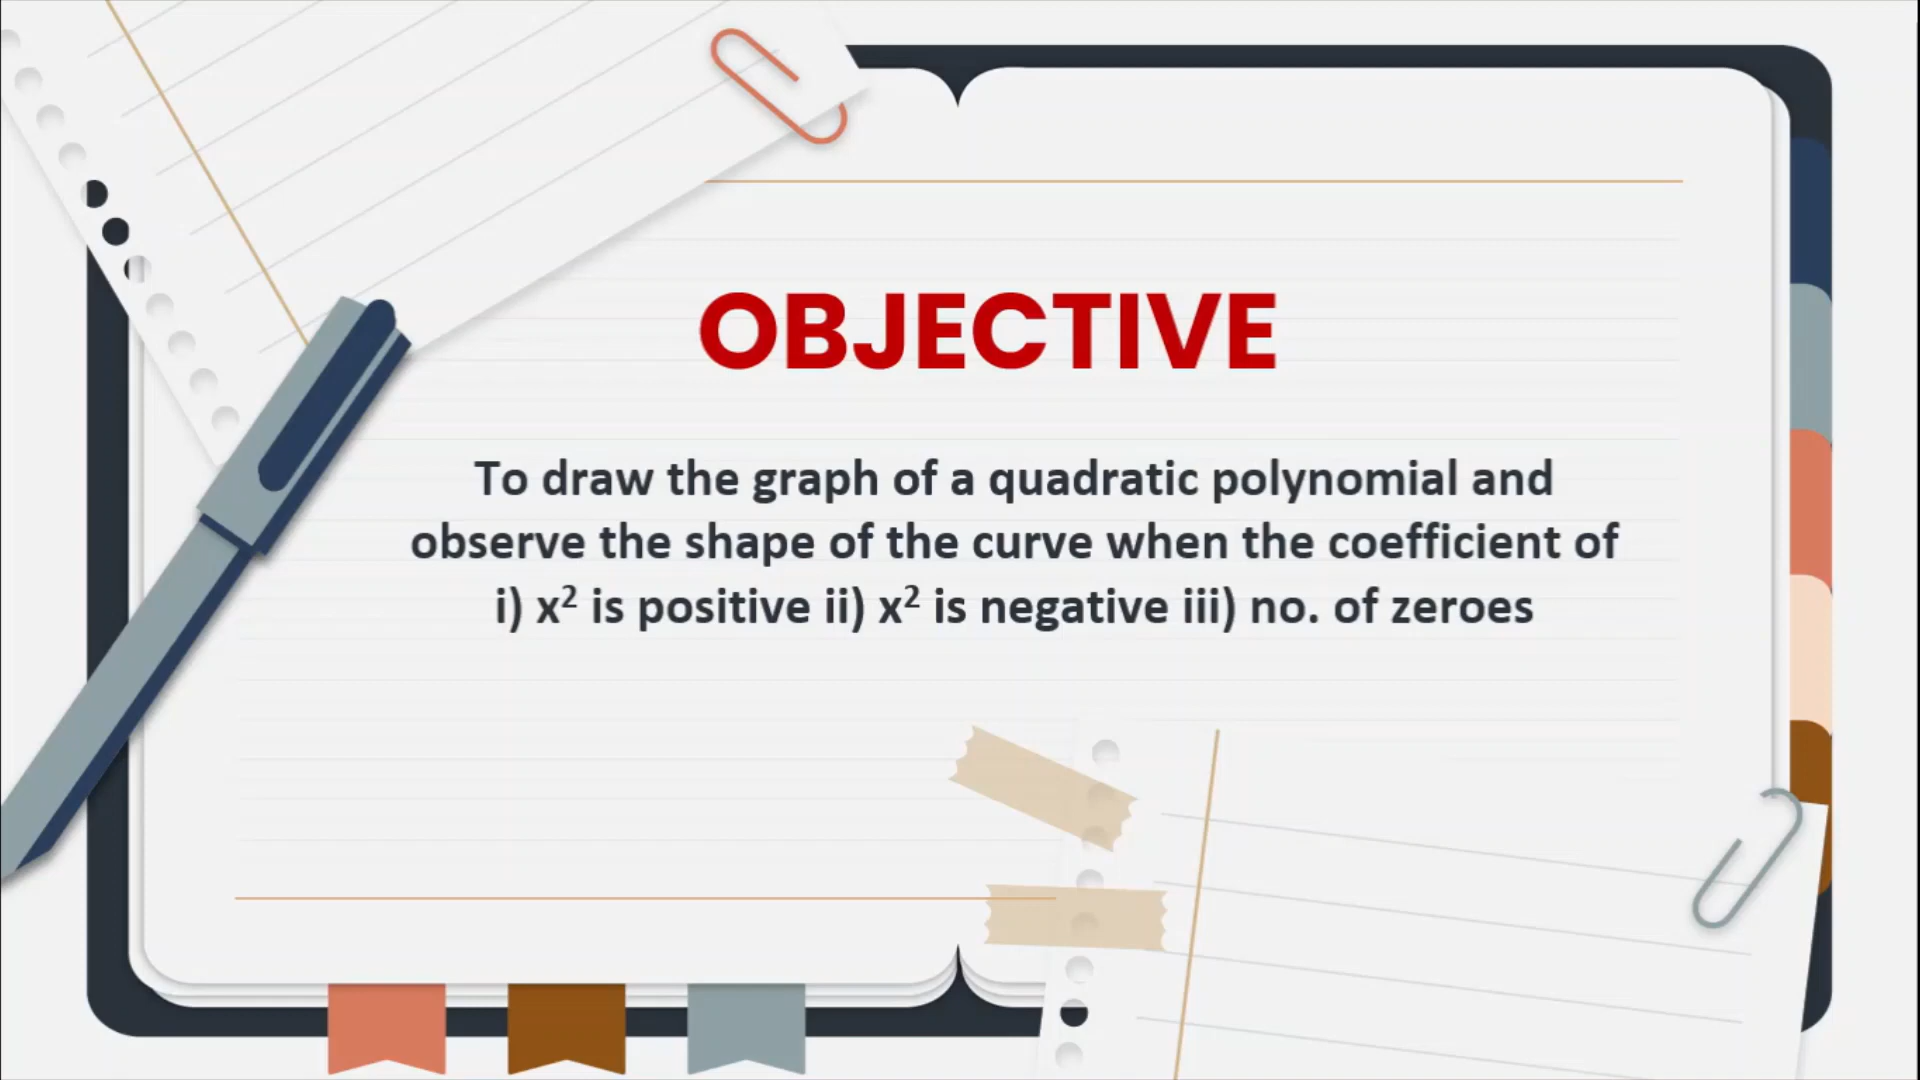 OBJECTIVE
To draw the graph of a quadratic polynomial and
observe the shape of the curve when the coefficient of
i) x² is positive ii) x² is negative iii) no. of zeroes